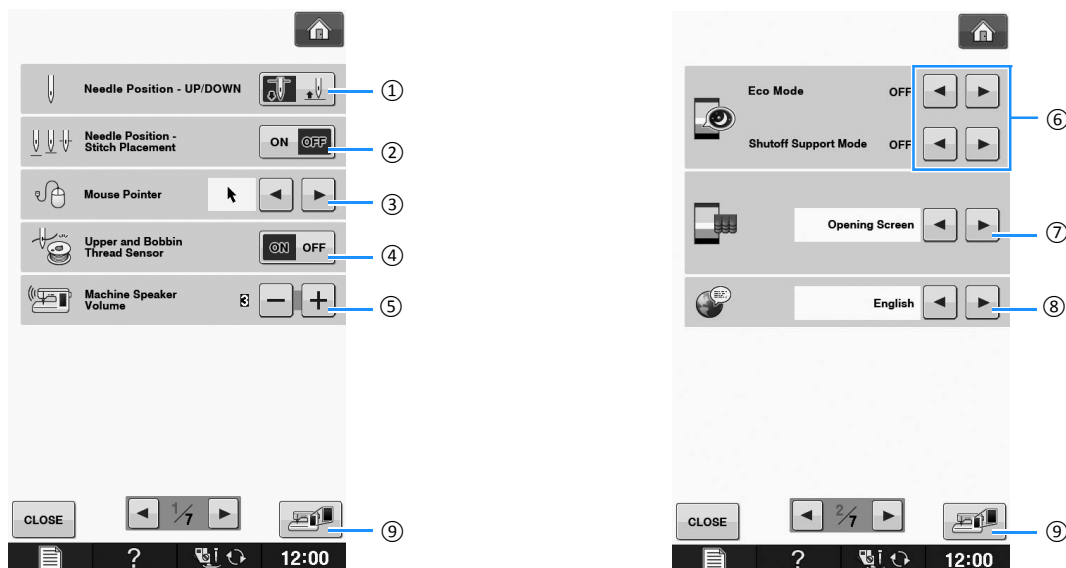 Needle Position - UP/DOWN
①
Needle Position -
Stitch Placement
ON OFF
②
Mouse Pointer
③
Upper and Bobbin
Thread Sensor
ON OFF
④
Machine Speaker
Volume
3
⑤
CLOSE
1/7
⑨
?
12:00
Eco Mode OFF
⑥
Shutoff Support Mode OFF
Opening Screen
⑦
English
⑧
CLOSE
2/7
⑨
?
12:00